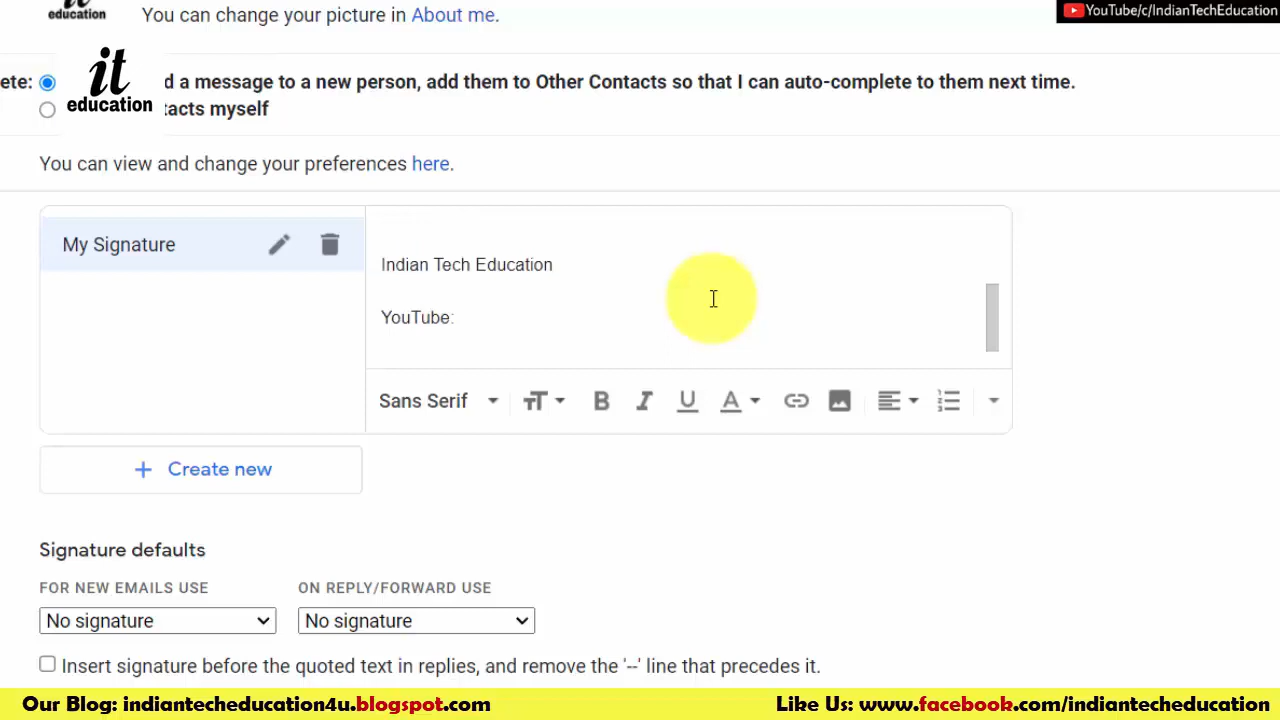 it
education
You can change your picture in About me.
YouTube/c/IndianTechEducation
ete:
d a message to a new person, add them to Other Contacts so that I can auto-complete to them next time.
it
education
tacts myself
You can view and change your preferences here.
My Signature
Indian Tech Education
YouTube:
Sans Serif
B I U A
Create new
Signature defaults
FOR NEW EMAILS USE
ON REPLY/FORWARD USE
No signature
No signature
Insert signature before the quoted text in replies, and remove the '--' line that precedes it.
Our Blog: indiantecheducation4u.blogspot.com
Like Us: www.facebook.com/indiantecheducation